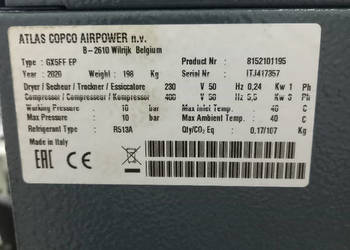 ATLAS COPCO AIRPOWER n.v.
B-2610 Wilrijk Belgium
Type : GX5FF EP Product Nr : 8152101195
Year : 2020 Weight : 198 Kg Serial Nr : ITJ417357
Dryer / Secheur / Trockner / Essiccatore 230 V 50 Hz 0,24 Kw 1 Ph
Compressor / Compresseur / Kompressor 400 V 50 Hz 5,5 Kw 3 Ph
Working Pressure : 10 bar Max Inlet Temp : 40 C
Max Pressure : 10 bar Max Ambient Temp : 40 C
Refrigerant Type : R513A Qty/CO₂ Eq : 0.17/107
Made in Italy
EAC CE